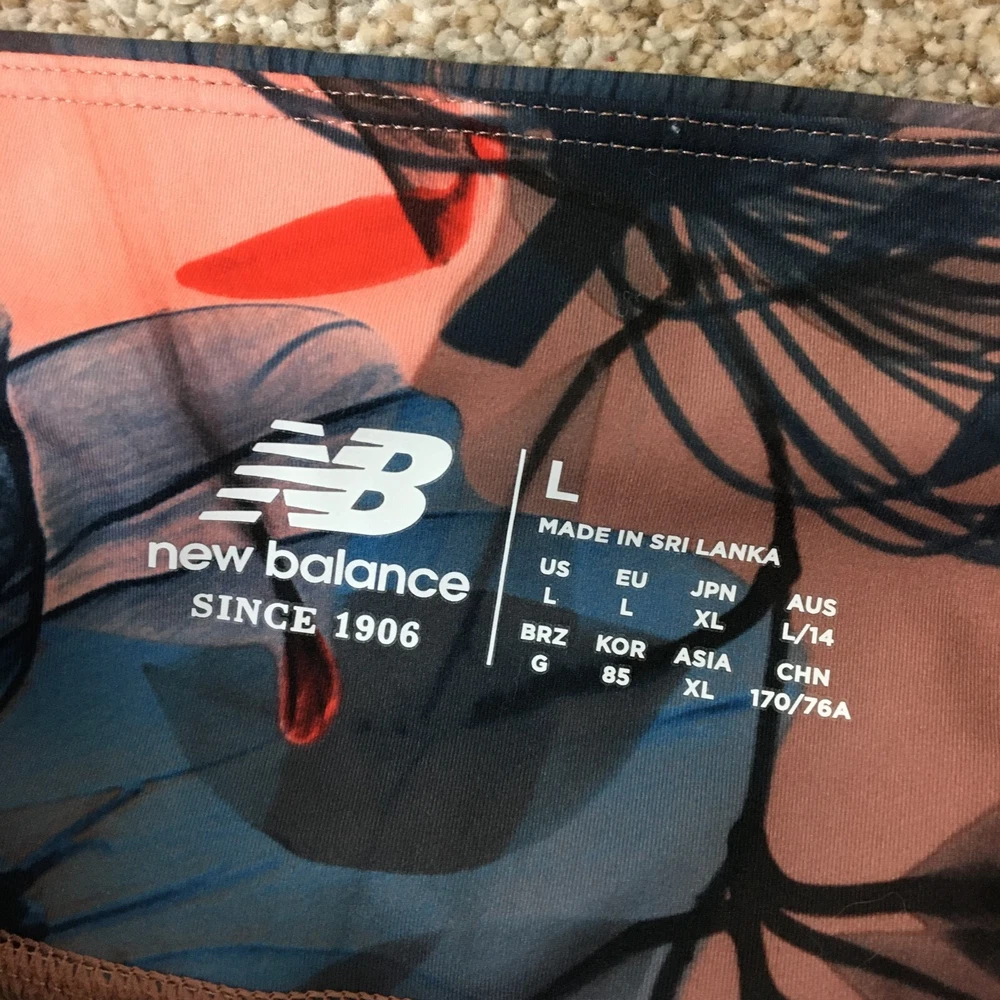 NB
new balance
SINCE 1906
L
MADE IN SRI LANKA
US EU JPN AUS
L L XL L/14
BRZ KOR ASIA CHN
G 85 XL 170/76A